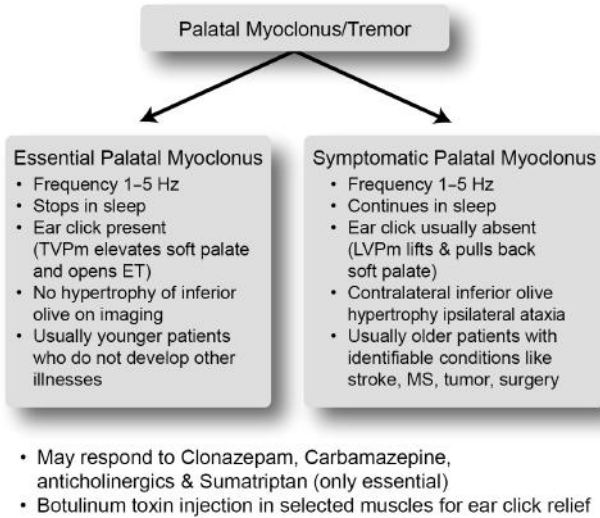 Palatal Myoclonus/Tremor
Essential Palatal Myoclonus
• Frequency 1–5 Hz
• Stops in sleep
• Ear click present
(TVPm elevates soft palate
and opens ET)
• No hypertrophy of inferior
olive on imaging
• Usually younger patients
who do not develop other
illnesses
Symptomatic Palatal Myoclonus
• Frequency 1–5 Hz
• Continues in sleep
• Ear click usually absent
(LVPm lifts & pulls back
soft palate)
• Contralateral inferior olive
hypertrophy ipsilateral ataxia
• Usually older patients with
identifiable conditions like
stroke, MS, tumor, surgery
• May respond to Clonazepam, Carbamazepine,
anticholinergics & Sumatriptan (only essential)
• Botulinum toxin injection in selected muscles for ear click relief